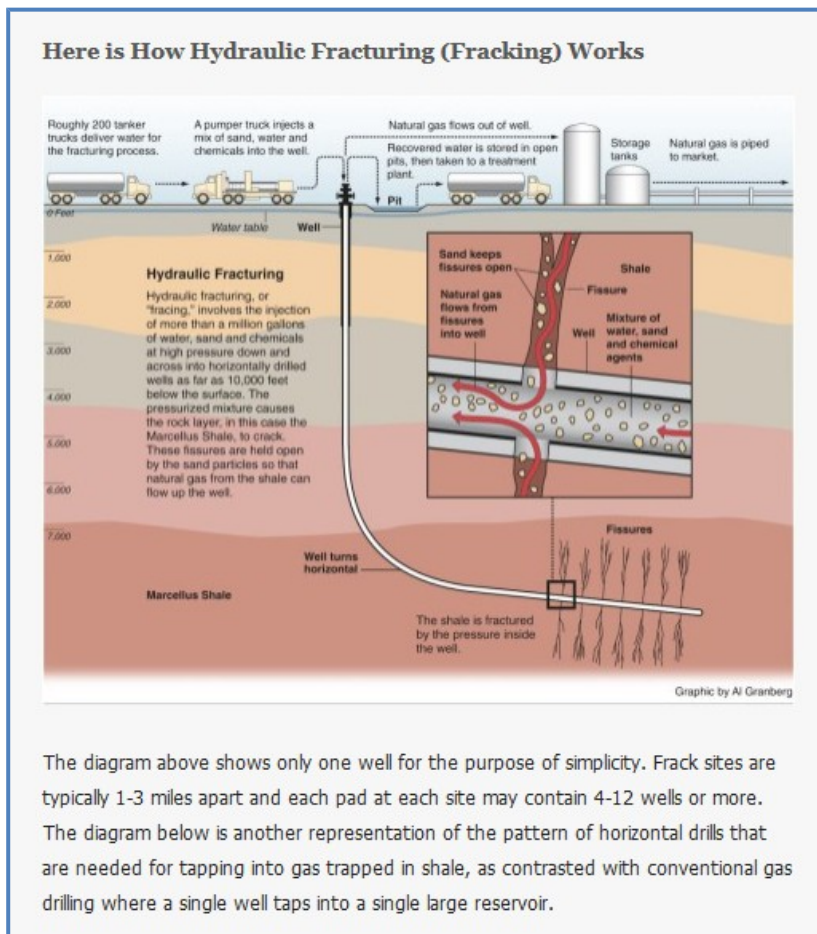 Here is How Hydraulic Fracturing (Fracking) Works
Roughly 200 tanker
trucks deliver water for
the fracturing process.
A pumper truck injects a
mix of sand, water and
chemicals into the well.
Natural gas flows out of well.
Recovered water is stored in open
pits, then taken to a treatment
plant.
Storage
tanks
Natural gas is piped
to market.
Pit
0 Feet
Water table
Well
1,000
2,000
3,000
4,000
5,000
6,000
7,000
Hydraulic Fracturing
Hydraulic fracturing, or
"fracing," involves the injection
of more than a million gallons
of water, sand and chemicals
at high pressure down and
across into horizontally drilled
wells as far as 10,000 feet
below the surface. The
pressurized mixture causes
the rock layer, in this case the
Marcellus Shale, to crack.
These fissures are held open
by the sand particles so that
natural gas from the shale can
flow up the well.
Sand keeps
fissures open
Shale
Fissure
Natural gas
flows from
fissures
into well
Well
Mixture of
water, sand
and chemical
agents
Fissures
Well turns
horizontal
Marcellus Shale
The shale is fractured
by the pressure inside
the well.
Graphic by Al Granberg
The diagram above shows only one well for the purpose of simplicity. Frack sites are
typically 1-3 miles apart and each pad at each site may contain 4-12 wells or more.
The diagram below is another representation of the pattern of horizontal drills that
are needed for tapping into gas trapped in shale, as contrasted with conventional gas
drilling where a single well taps into a single large reservoir.